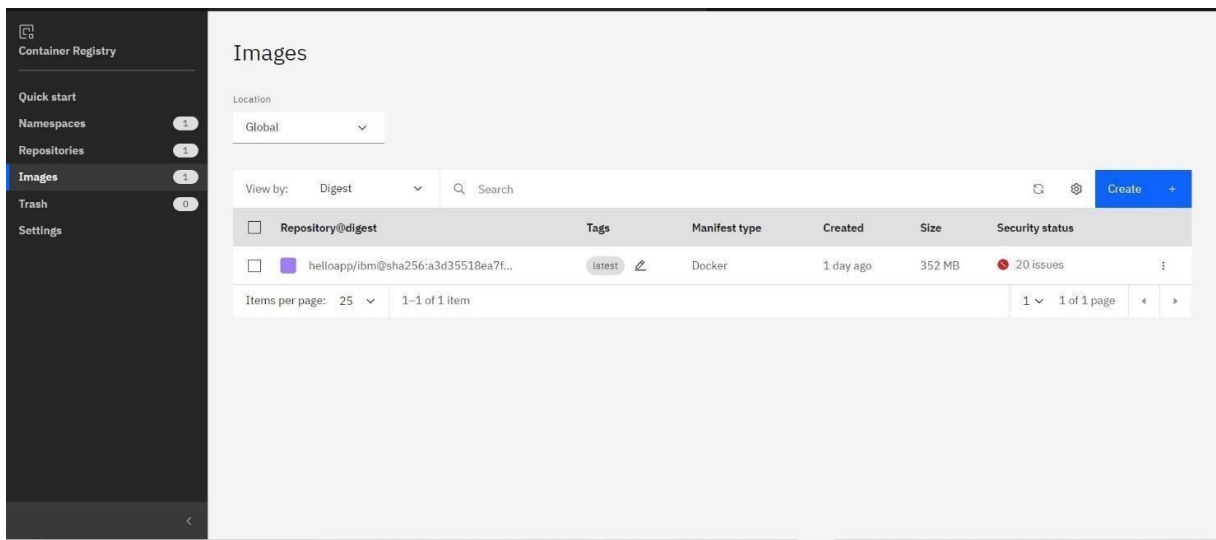 Container Registry
Quick start
Namespaces 1
Repositories 1
Images 1
Trash 0
Settings
Images
Location
Global
View by: Digest Search Create +
Repository@digest Tags Manifest type Created Size Security status
helloapp/ibm@sha256:a3d35518ea7f... latest Docker 1 day ago 352 MB 20 issues
Items per page: 25 1–1 of 1 item 1 1 of 1 page